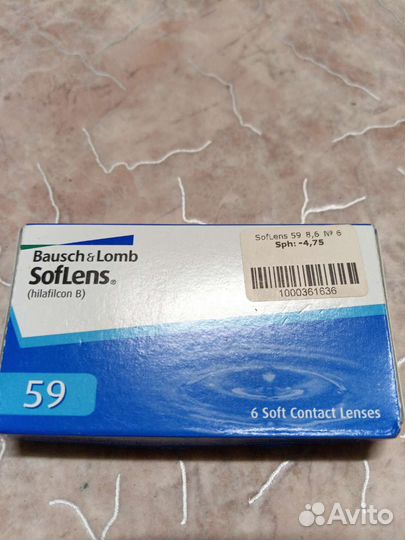 SofLens 59 8,6 № 6
Sph: -4,75
1000361636
Bausch & Lomb
SofLens®
(hilafilcon B)
59
6 Soft Contact Lenses
Avito